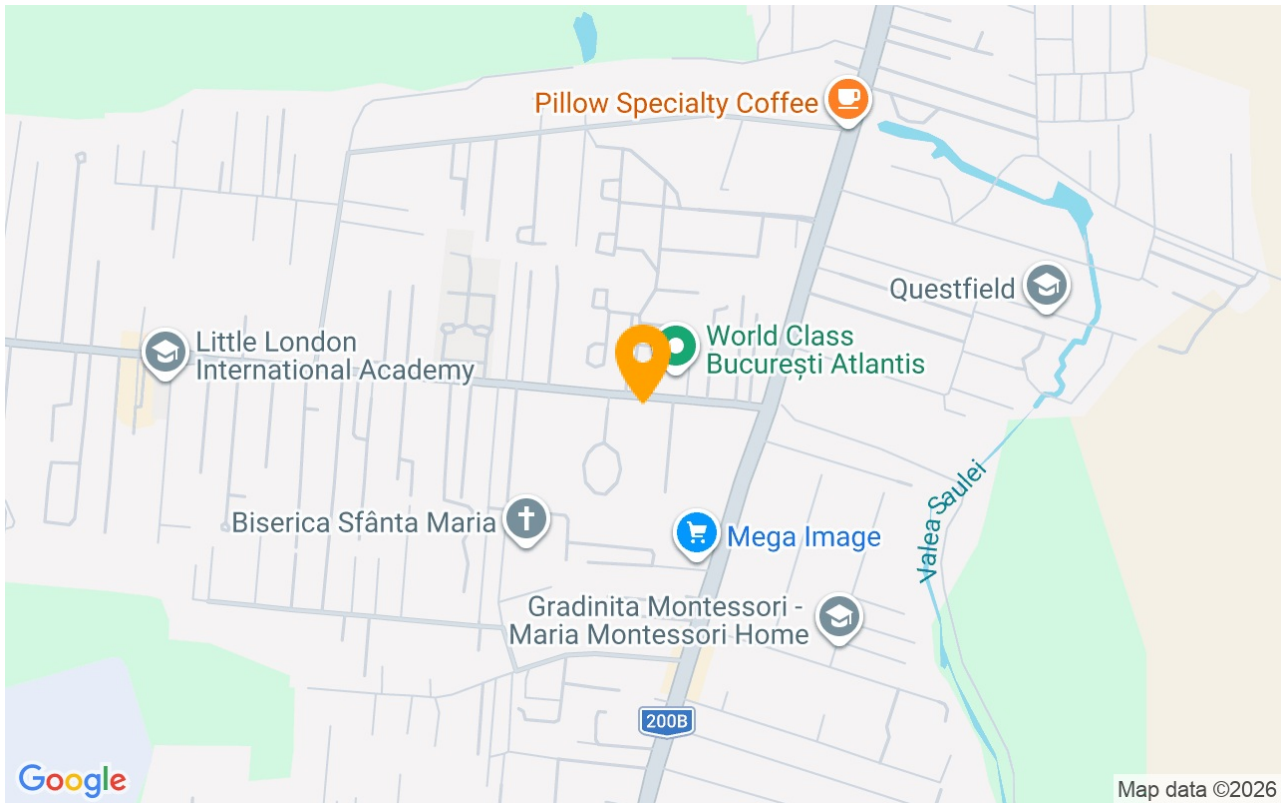 Pillow Specialty Coffee
Questfield
World Class
București Atlantis
Little London
International Academy
Valea Saulei
Biserica Sfânta Maria
Mega Image
Gradinita Montessori -
Maria Montessori Home
200B
Google
Map data ©2026